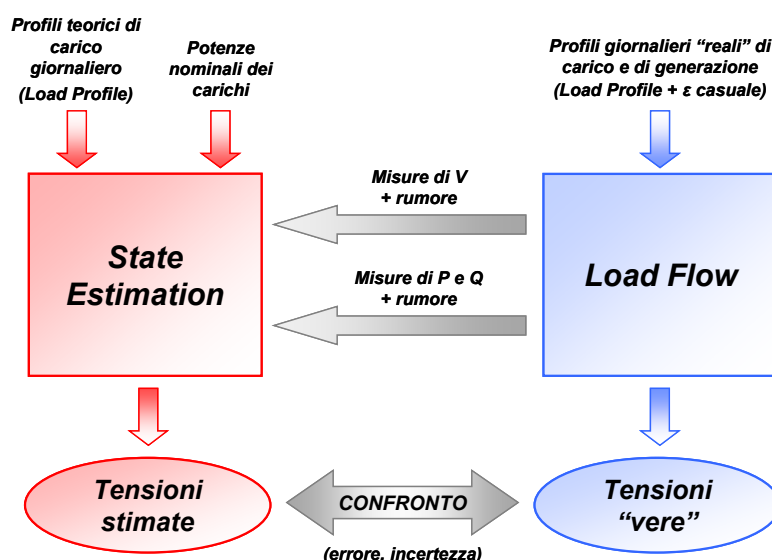 Profili teorici di
carico
giornaliero
(Load Profile)
Potenze
nominali dei
carichi
Profili giornalieri “reali” di
carico e di generazione
(Load Profile + ε casuale)
Misure di V
+ rumore
State
Estimation
Misure di P e Q
+ rumore
Load Flow
Tensioni
stimate
CONFRONTO
(errore, incertezza)
Tensioni
“vere”